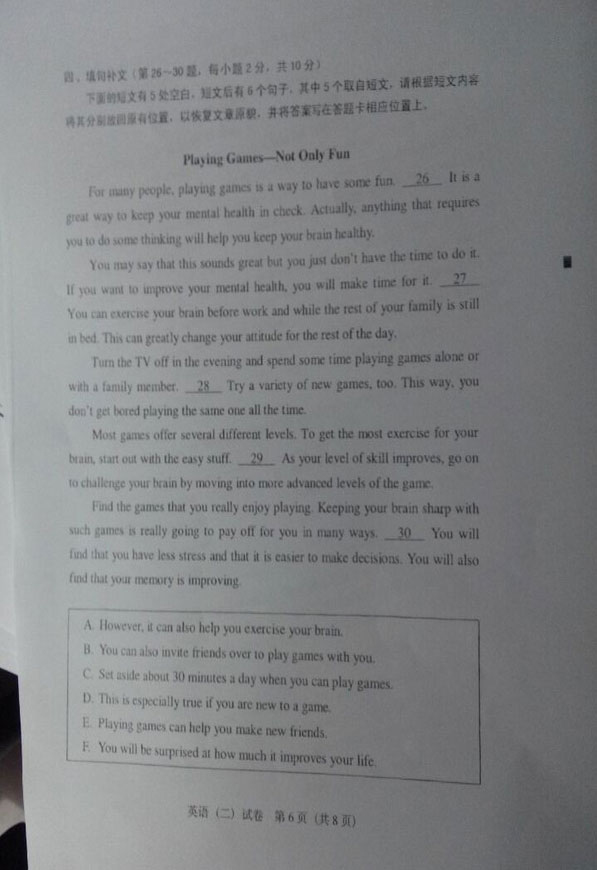 四、填句补文（第26～30题，每小题2分，共10分）
下面的短文有5处空白，短文后有6个句子，其中5个取自短文，请根据短文内容
将其分别放回原有位置，以恢复文章原貌，并将答案写在答题卡相应位置上。
Playing Games—Not Only Fun
For many people, playing games is a way to have some fun. 26 It is a
great way to keep your mental health in check. Actually, anything that requires
you to do some thinking will help you keep your brain healthy.
You may say that this sounds great but you just don't have the time to do it.
If you want to improve your mental health, you will make time for it. 27
You can exercise your brain before work and while the rest of your family is still
in bed. This can greatly change your attitude for the rest of the day.
Turn the TV off in the evening and spend some time playing games alone or
with a family member. 28 Try a variety of new games, too. This way, you
don't get bored playing the same one all the time.
Most games offer several different levels. To get the most exercise for your
brain, start out with the easy stuff. 29 As your level of skill improves, go on
to challenge your brain by moving into more advanced levels of the game.
Find the games that you really enjoy playing. Keeping your brain sharp with
such games is really going to pay off for you in many ways. 30 You will
find that you have less stress and that it is easier to make decisions. You will also
find that your memory is improving.
A. However, it can also help you exercise your brain.
B. You can also invite friends over to play games with you.
C. Set aside about 30 minutes a day when you can play games.
D. This is especially true if you are new to a game.
E. Playing games can help you make new friends.
F. You will be surprised at how much it improves your life.
英语（二）试卷 第6页（共8页）